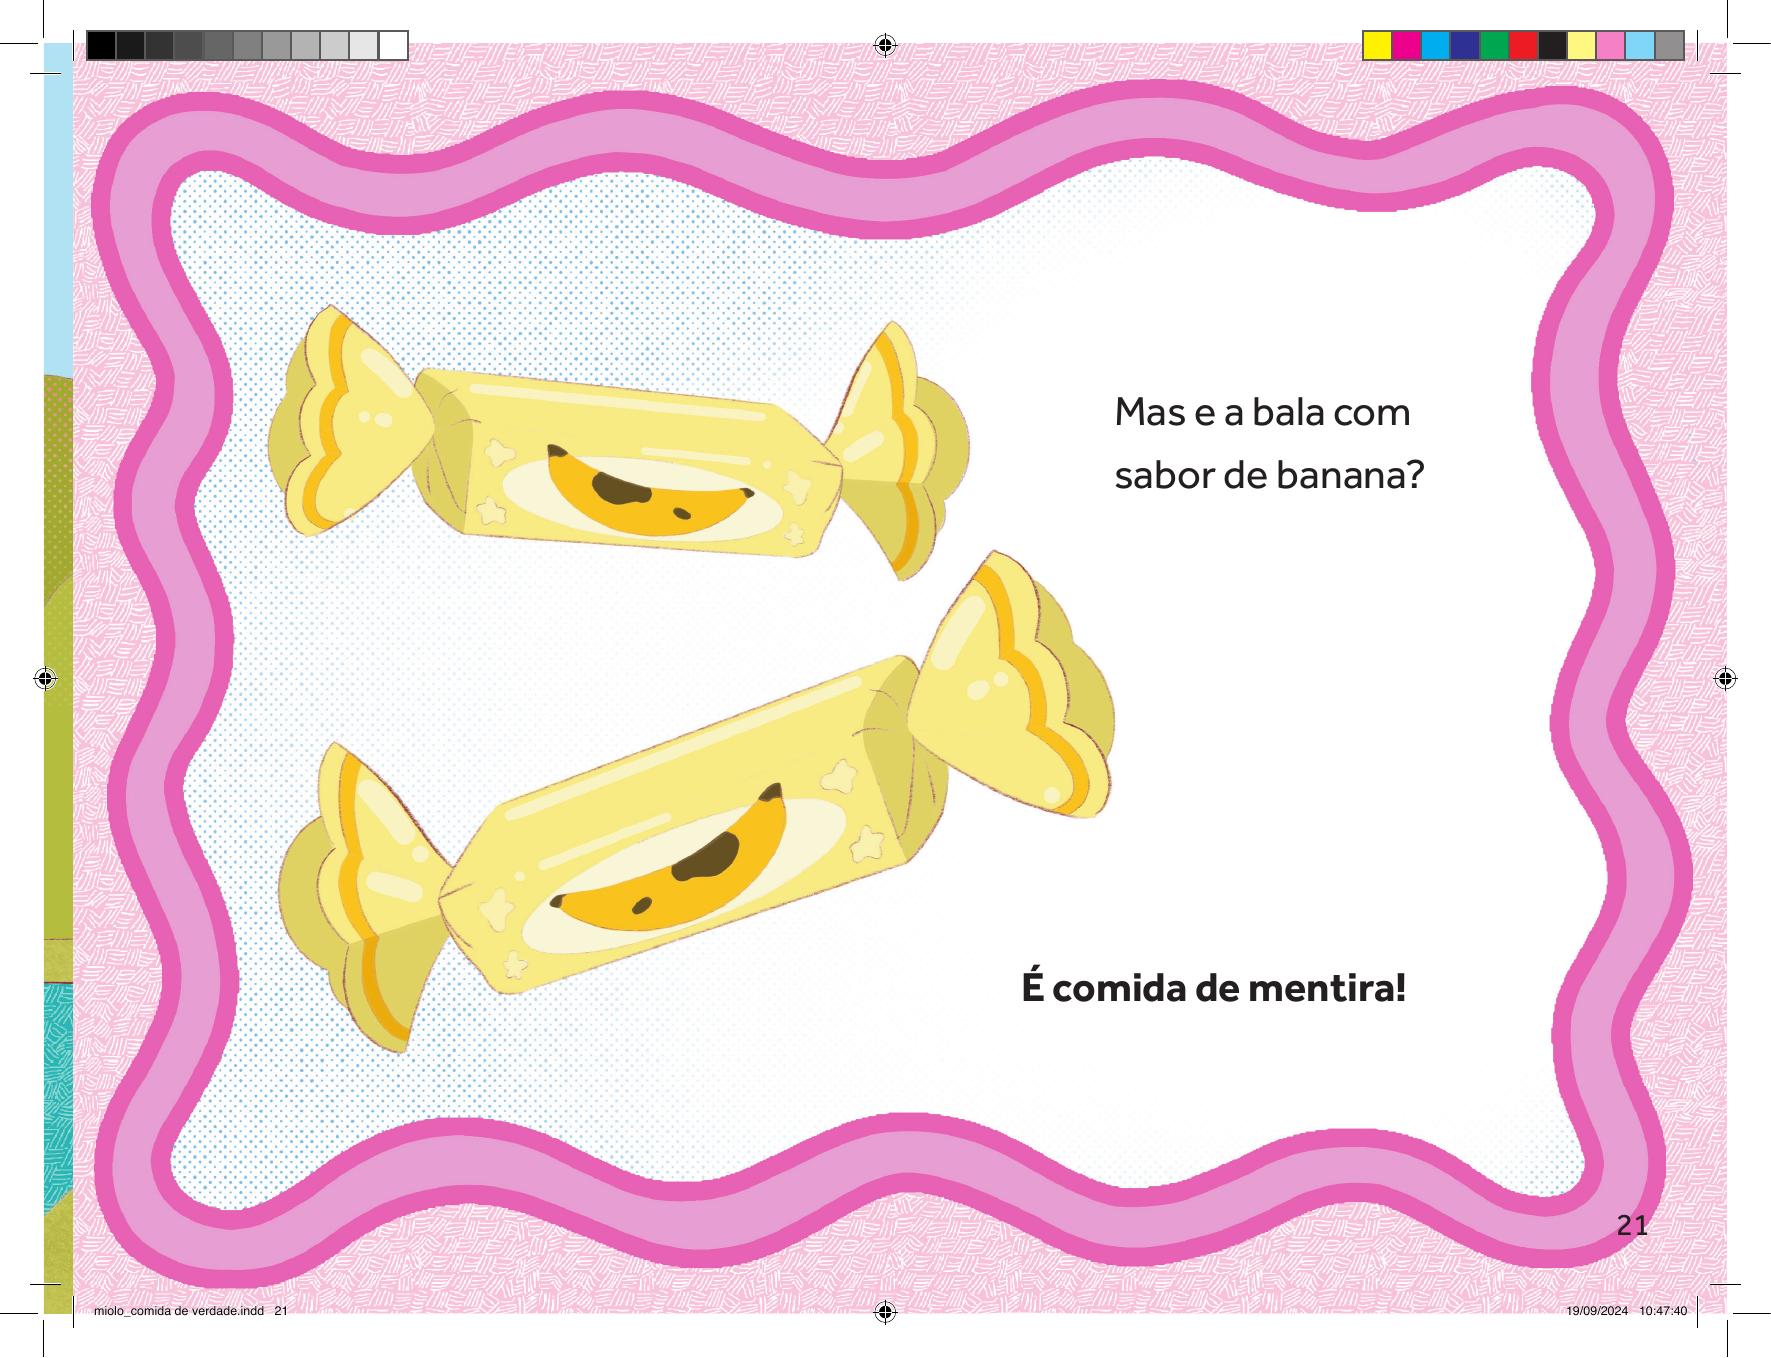 Mas e a bala com
sabor de banana?
É comida de mentira!
21
miolo_comida de verdade.indd 21
19/09/2024 10:47:40